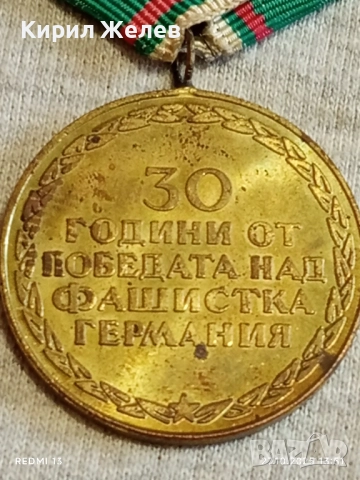 Кирил Желев
30
ГОДИНИ ОТ
ПОБЕДАТА НАД
ФАШИСТКА
ГЕРМАНИЯ
REDMI 13